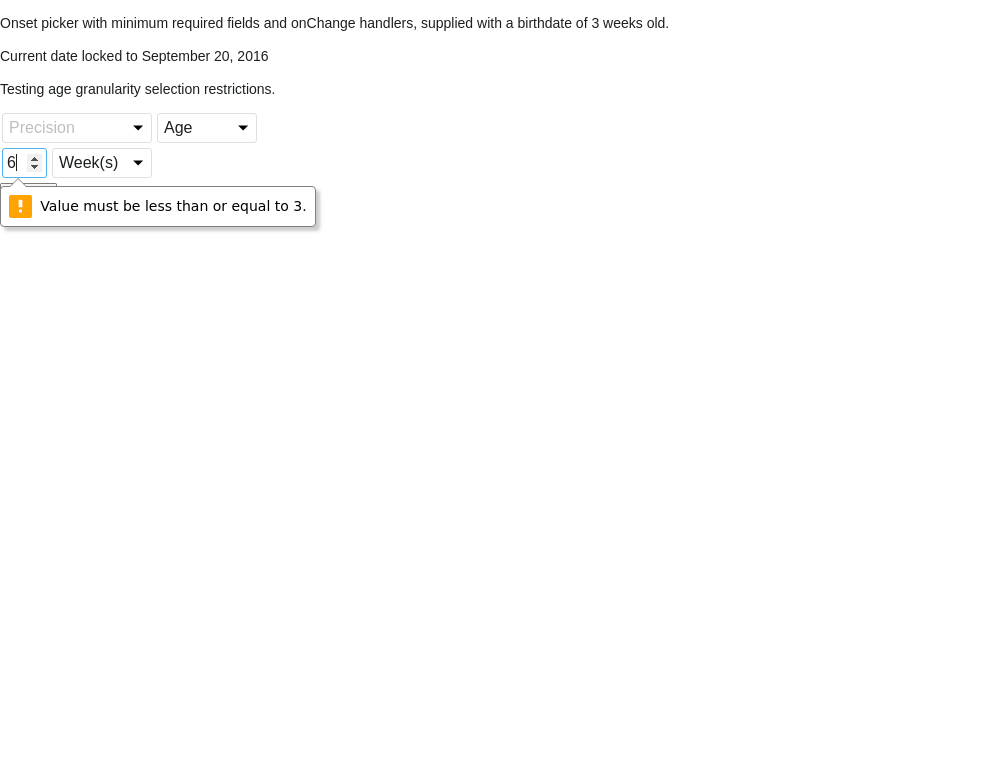 Onset picker with minimum required fields and onChange handlers, supplied with a birthdate of 3 weeks old.
Current date locked to September 20, 2016
Testing age granularity selection restrictions.
Precision Age
6 Week(s)
Value must be less than or equal to 3.